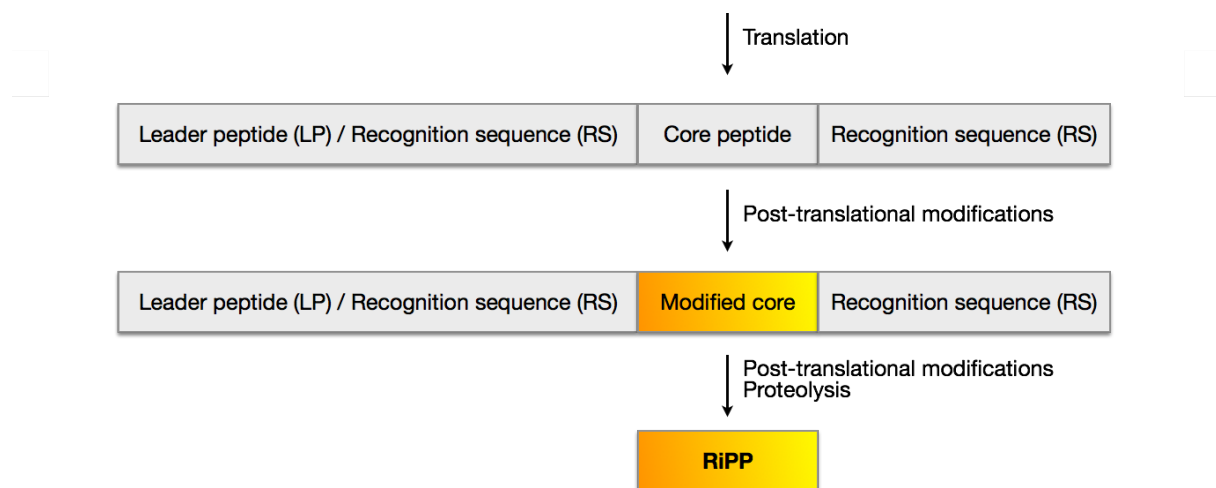 Translation
Leader peptide (LP) / Recognition sequence (RS) Core peptide Recognition sequence (RS)
Post-translational modifications
Leader peptide (LP) / Recognition sequence (RS) Modified core Recognition sequence (RS)
Post-translational modifications
Proteolysis
RiPP